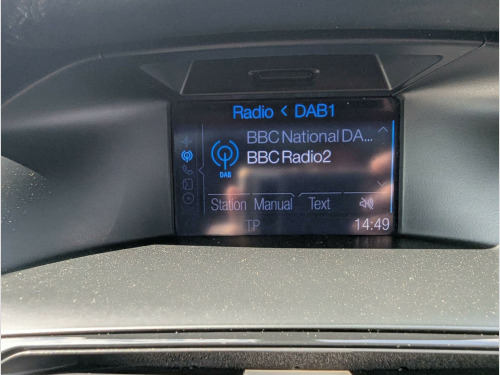 Radio < DAB1
BBC National DA...
BBC Radio2
DAB
Station Manual Text
TP 14:49